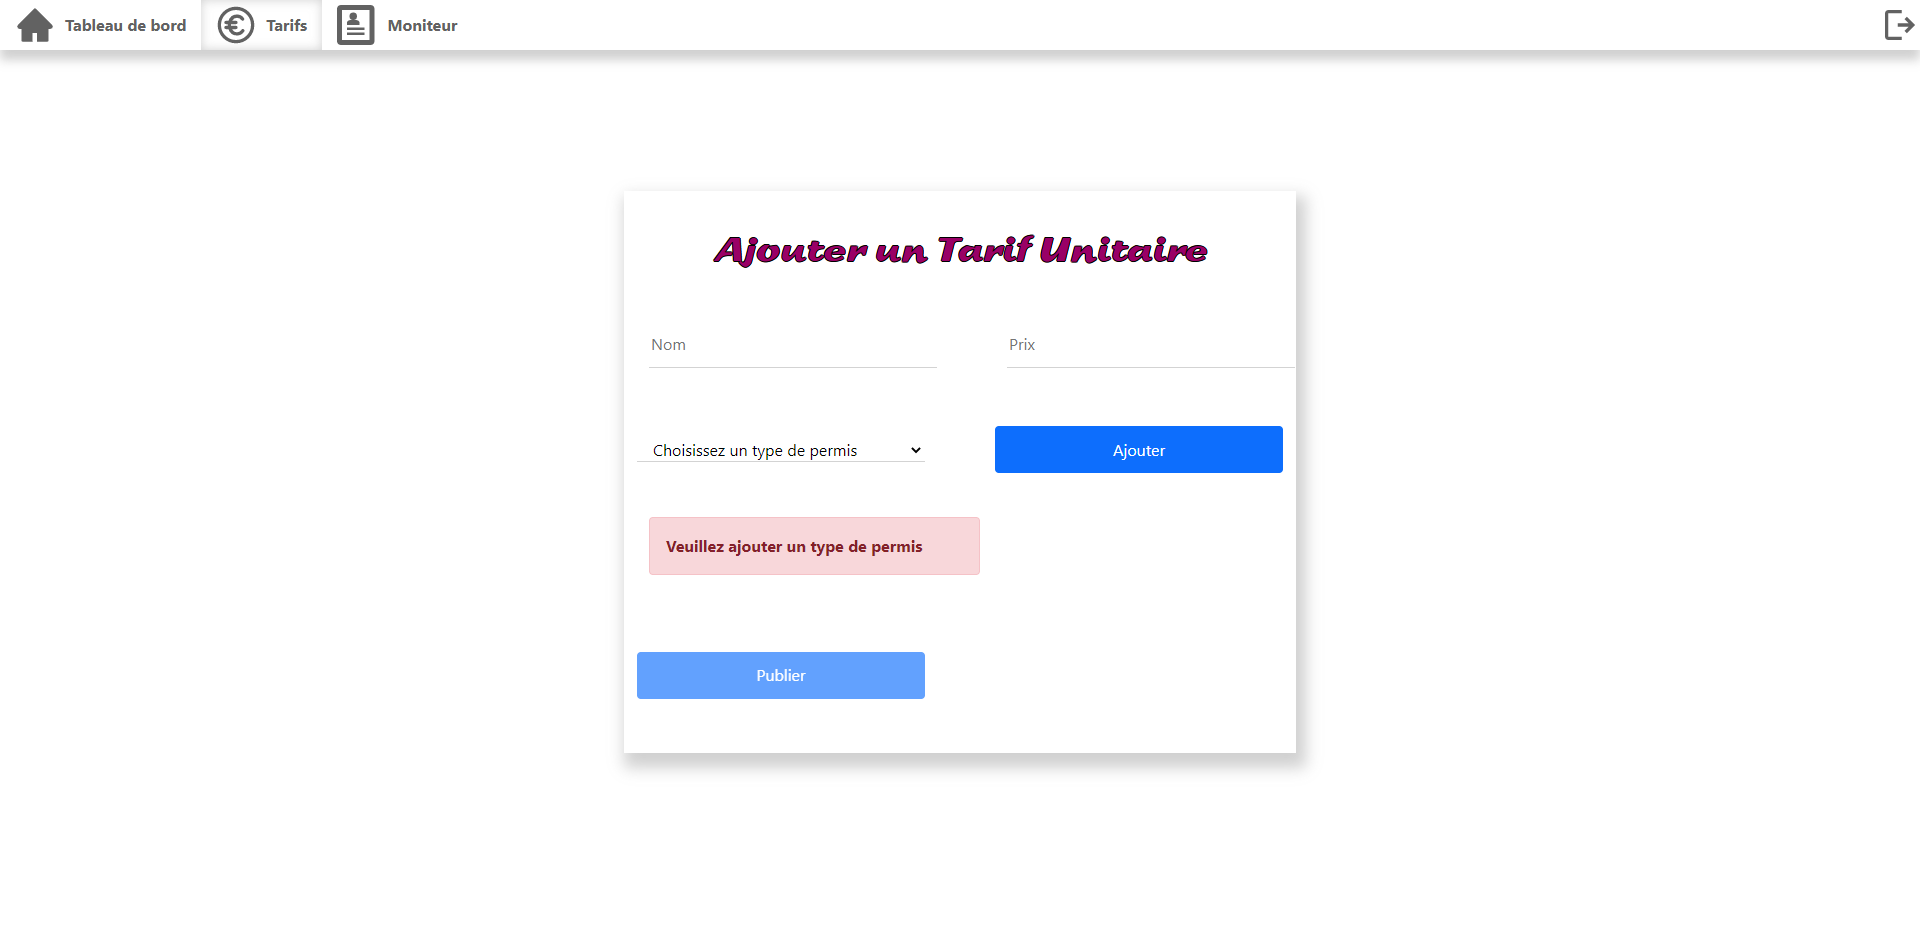 Tableau de bord
Tarifs
Moniteur
Ajouter un Tarif Unitaire
Nom
Prix
Choisissez un type de permis
Ajouter
Veuillez ajouter un type de permis
Publier